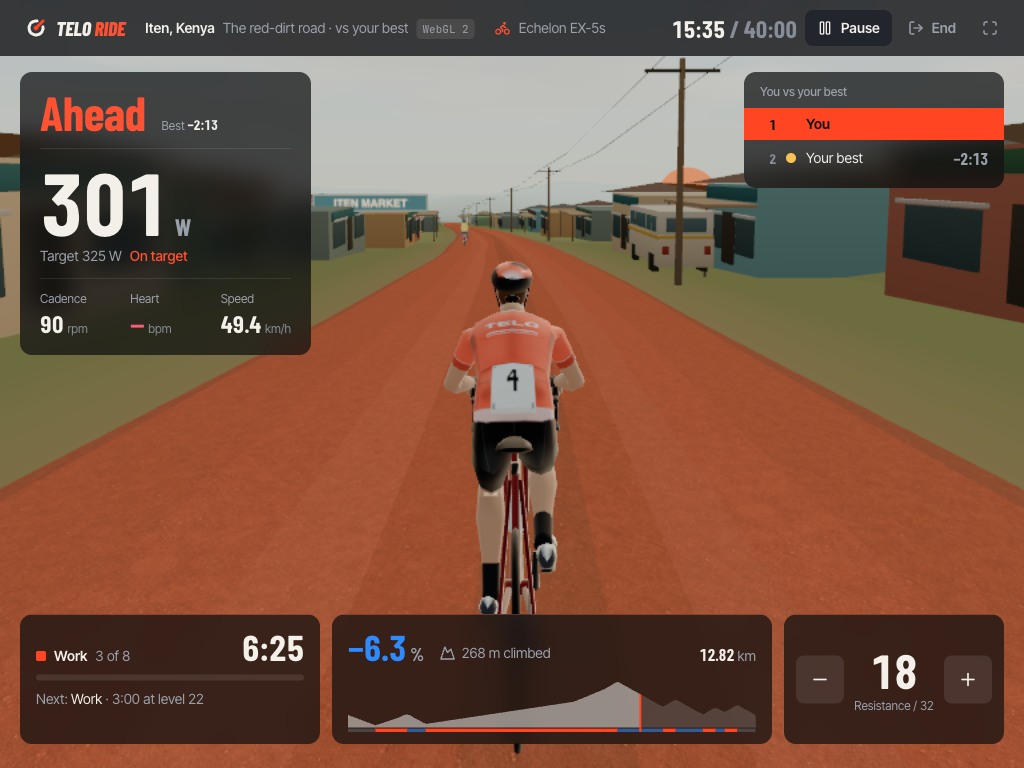 TELO RIDE
Iten, Kenya The red-dirt road · vs your best WebGL 2 Echelon EX-5s 15:35 / 40:00 Pause End
Ahead Best −2:13
301 W
Target 325 W On target
Cadence Heart Speed
90 rpm – bpm 49.4 km/h
You vs your best
1 You
2 Your best −2:13
ITEN MARKET
TELO
4
Work 3 of 8 6:25
Next: Work · 3:00 at level 22
−6.3 % 268 m climbed 12.82 km
− 18 +
Resistance / 32